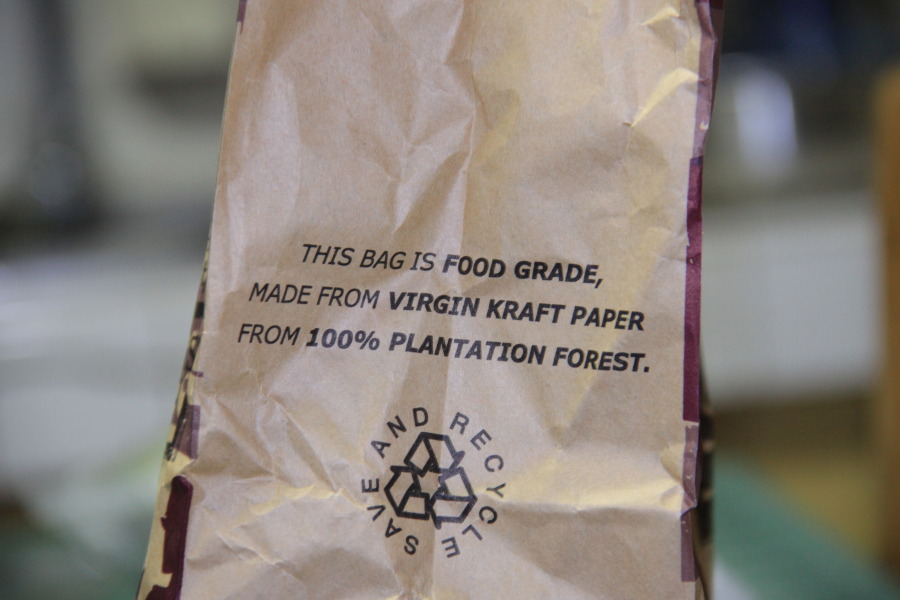 THIS BAG IS FOOD GRADE,
MADE FROM VIRGIN KRAFT PAPER
FROM 100% PLANTATION FOREST.
SAVE AND RECYCLE